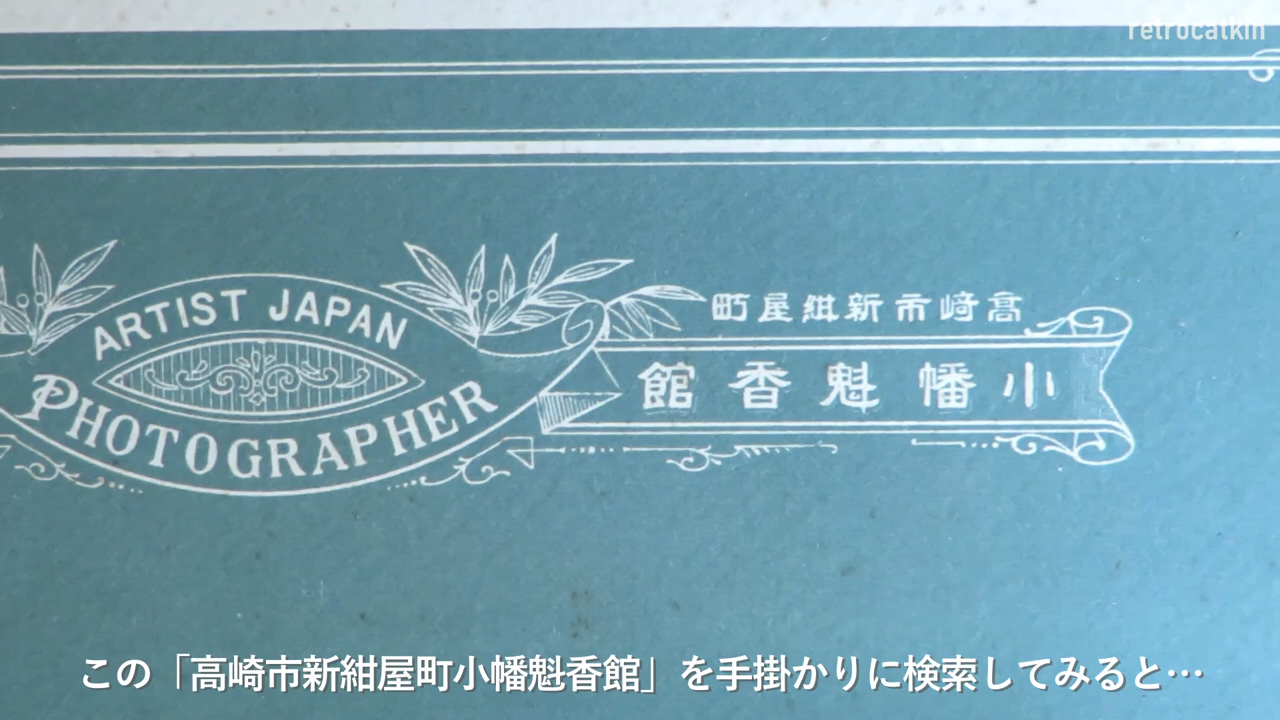 retrocatkin
ARTIST JAPAN
PHOTOGRAPHER
高崎市新紺屋町
小幡魁香館
この「高崎市新紺屋町小幡魁香館」を手掛かりに検索してみると…